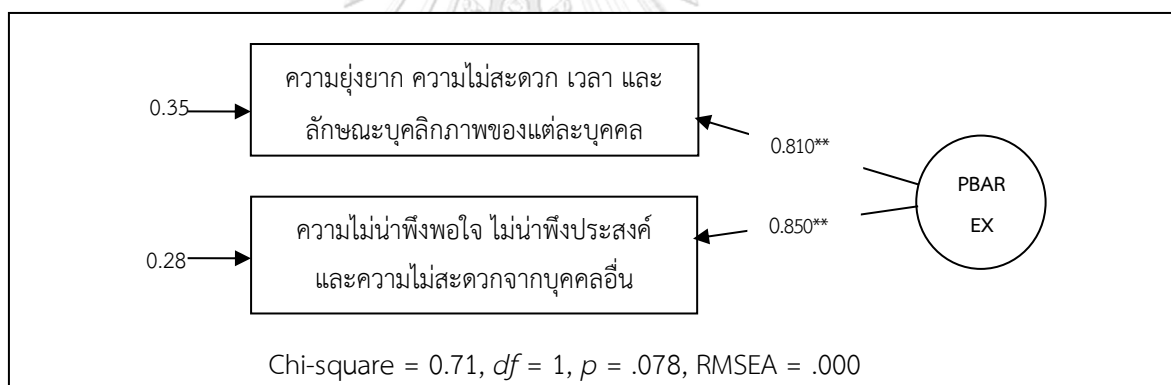 ความยุ่งยาก ความไม่สะดวก เวลา และ
ลักษณะบุคลิกภาพของแต่ละบุคคล
0.35
0.810**
PBAR
EX
ความไม่น่าพึงพอใจ ไม่น่าพึงประสงค์
และความไม่สะดวกจากบุคคลอื่น
0.28
0.850**
Chi-square = 0.71, df = 1, p = .078, RMSEA = .000